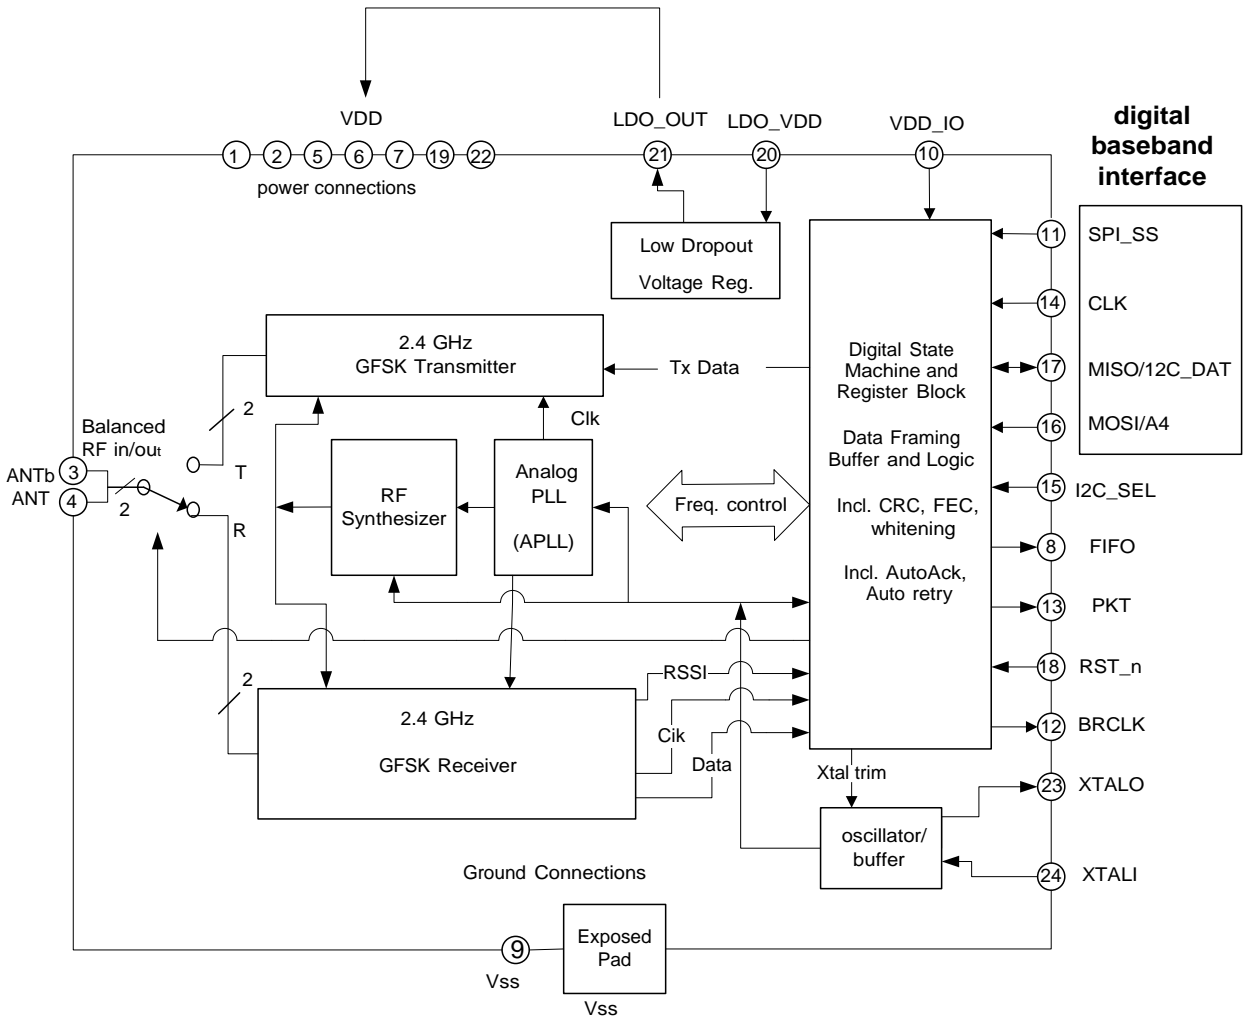 VDD
LDO_OUT
LDO_VDD
VDD_IO
digital
baseband
interface
1
2
5
6
7
19
22
21
20
10
power connections
Low Dropout
Voltage Reg.
11
SPI_SS
14
CLK
17
MISO/12C_DAT
16
MOSI/A4
15
I2C_SEL
8
FIFO
13
PKT
18
RST_n
12
BRCLK
23
XTALO
24
XTALI
2.4 GHz
GFSK Transmitter
Tx Data
Digital State
Machine and
Register Block
Data Framing
Buffer and Logic
Incl. CRC, FEC,
whitening
Incl. AutoAck,
Auto retry
2
Clk
Balanced
RF in/out
T
ANTb
3
ANT
4
2
R
RF
Synthesizer
Analog
PLL
(APLL)
Freq. control
2
RSSI
Cik
Data
2.4 GHz
GFSK Receiver
Xtal trim
oscillator/
buffer
Ground Connections
9
Vss
Exposed
Pad
Vss